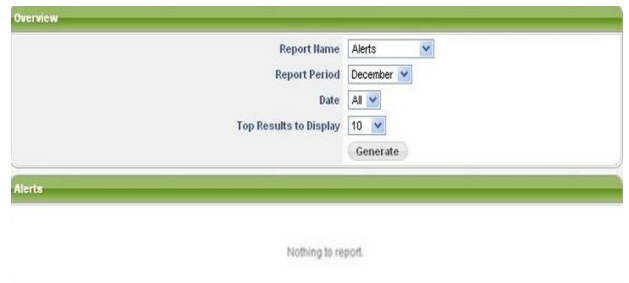 Overview
Report Name Alerts
Report Period December
Date All
Top Results to Display 10
Generate
Alerts
Nothing to report.